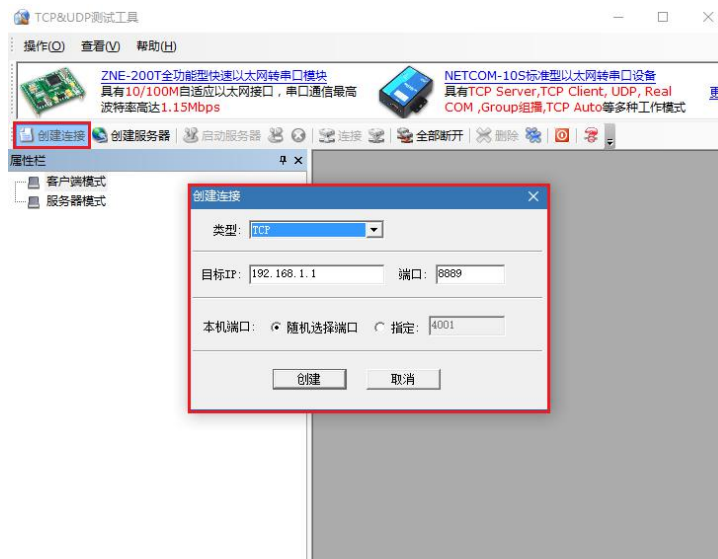 TCP&UDP测试工具
操作(O) 查看(V) 帮助(H)
ZNE-200T全功能型快速以太网转串口模块
具有10/100M自适应以太网接口，串口通信最高
波特率高达1.15Mbps
NETCOM-10S标准型以太网转串口设备
具有TCP Server,TCP Client, UDP, Real
COM ,Group组播,TCP Auto等多种工作模式
创建连接 创建服务器 启动服务器 连接 全部断开 删除
属性栏
客户端模式
服务器模式
创建连接
类型: TCP
目标IP: 192.168.1.1 端口: 8889
本机端口: 随机选择端口 指定: 4001
创建 取消